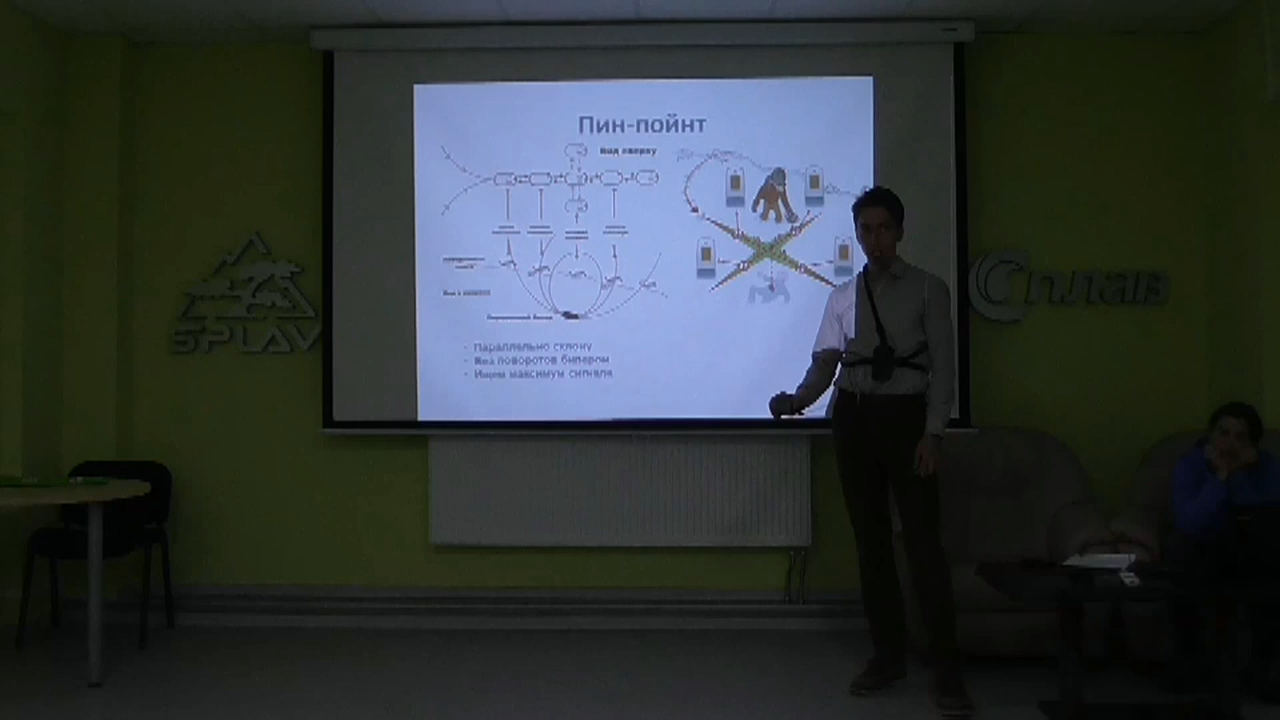 Пин-пойнт
Вид сверху
- Параллельно склону
- Без поворотов бипером
- Ищем максимум сигнала
SPLAV
Сплав